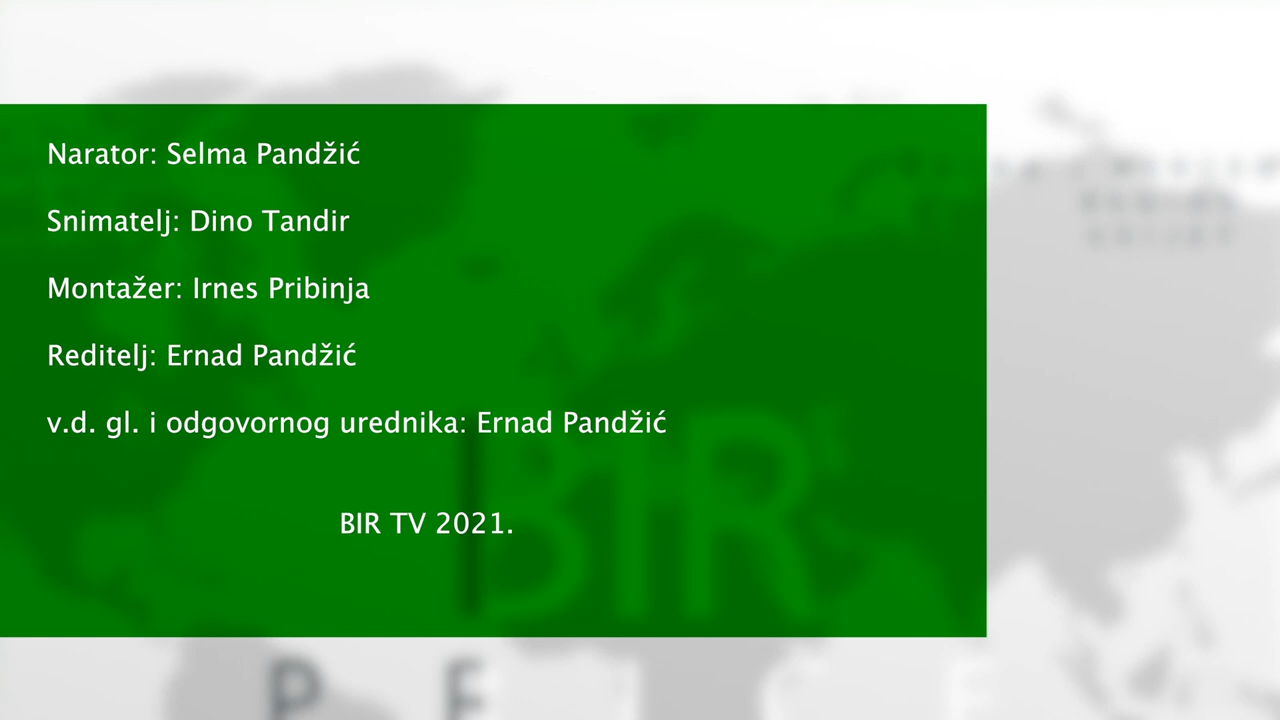 Narator: Selma Pandžić
Snimatelj: Dino Tandir
Montažer: Irnes Pribinja
Reditelj: Ernad Pandžić
v.d. gl. i odgovornog urednika: Ernad Pandžić
BIR TV 2021.
BIR